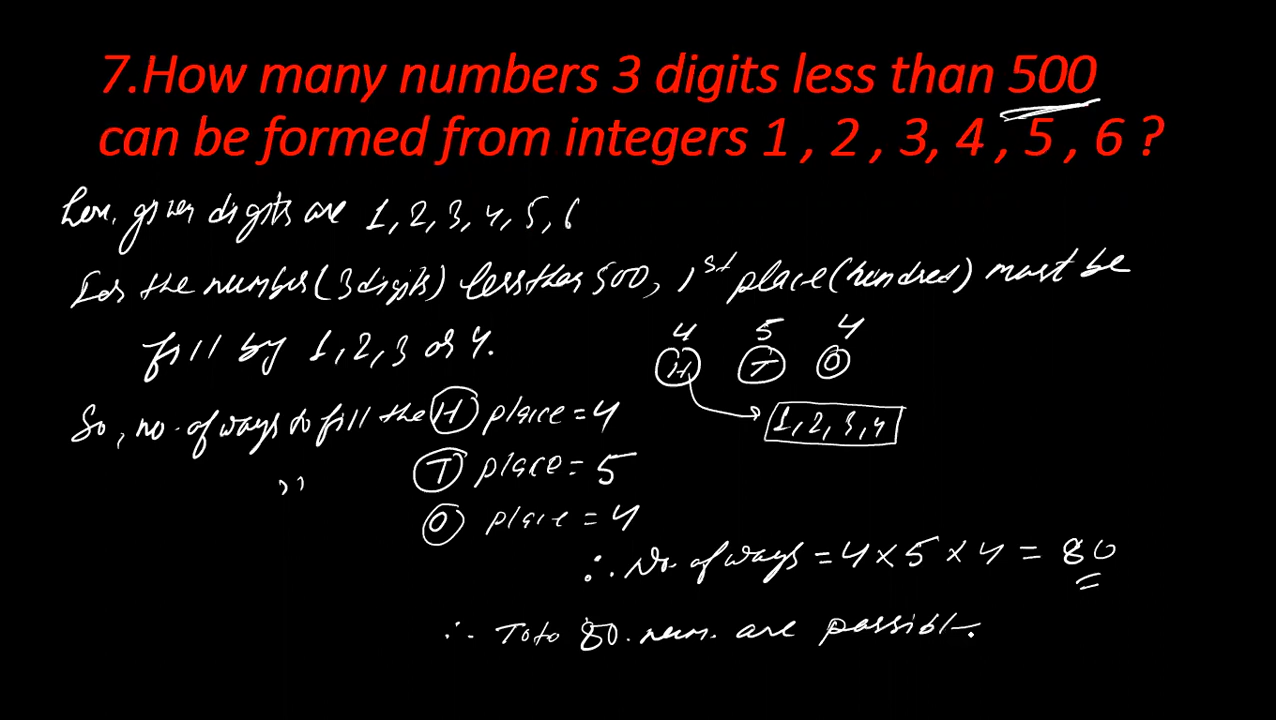 7.How many numbers 3 digits less than 500
can be formed from integers 1 , 2 , 3, 4 , 5 , 6 ?
here, given digits are 1, 2, 3, 4, 5, 6
For the number (3 digits) less than 500, 1st place (hundred) must be
fill by 1, 2, 3 or 4.
4 5 4
H T O
1, 2, 3, 4
So, no. of ways to fill the H place = 4
" T place = 5
O place = 4
∴ No. of ways = 4 × 5 × 4 = 80
∴ 80 num. are possible.